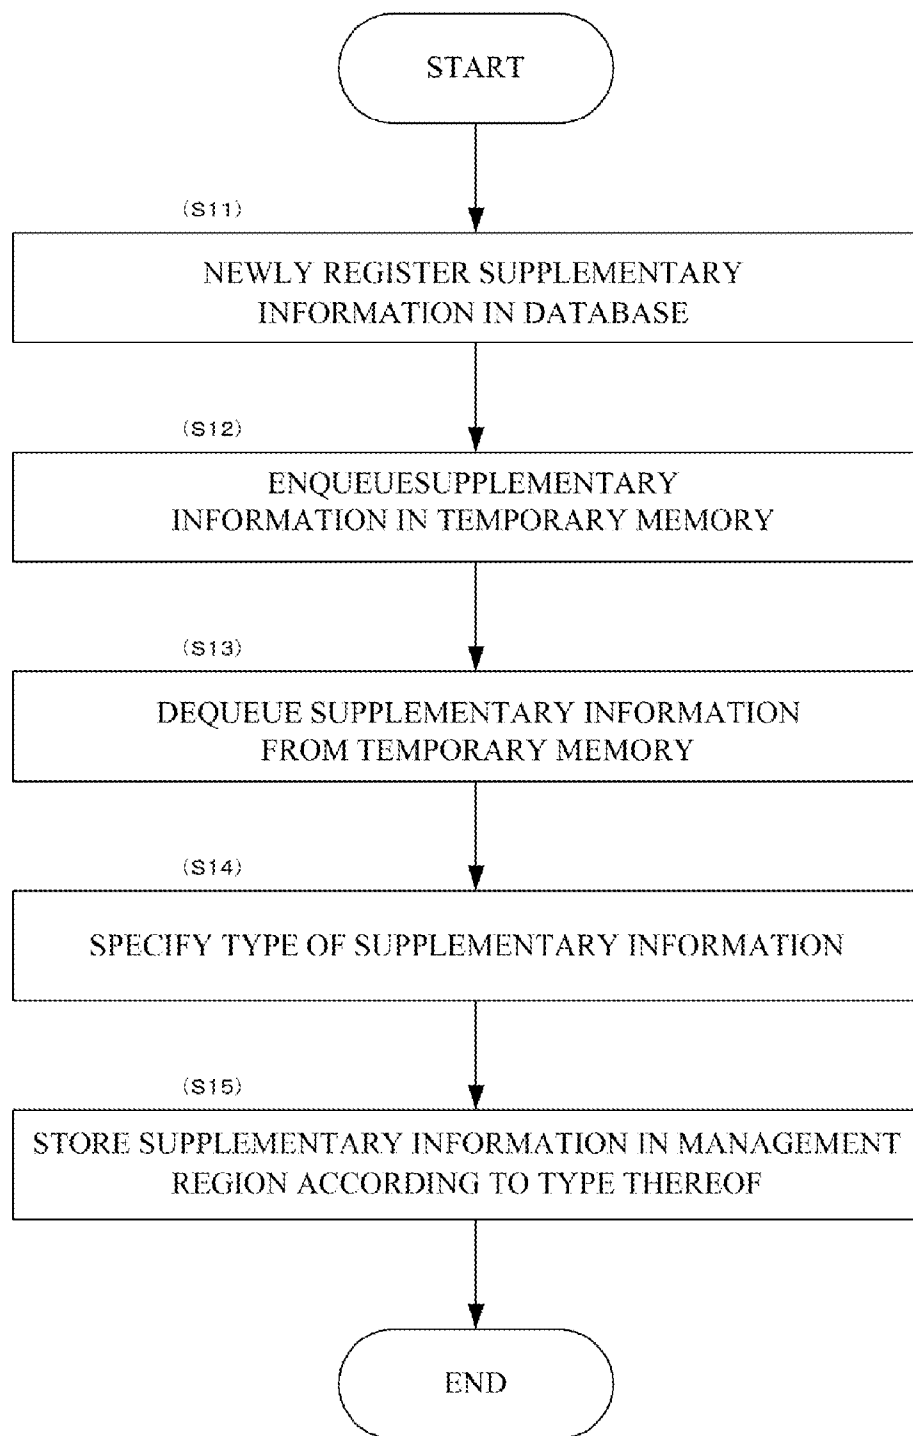 START
(S11)
NEWLY REGISTER SUPPLEMENTARY
INFORMATION IN DATABASE
(S12)
ENQUEUESUPPLEMENTARY
INFORMATION IN TEMPORARY MEMORY
(S13)
DEQUEUE SUPPLEMENTARY INFORMATION
FROM TEMPORARY MEMORY
(S14)
SPECIFY TYPE OF SUPPLEMENTARY INFORMATION
(S15)
STORE SUPPLEMENTARY INFORMATION IN MANAGEMENT
REGION ACCORDING TO TYPE THEREOF
END